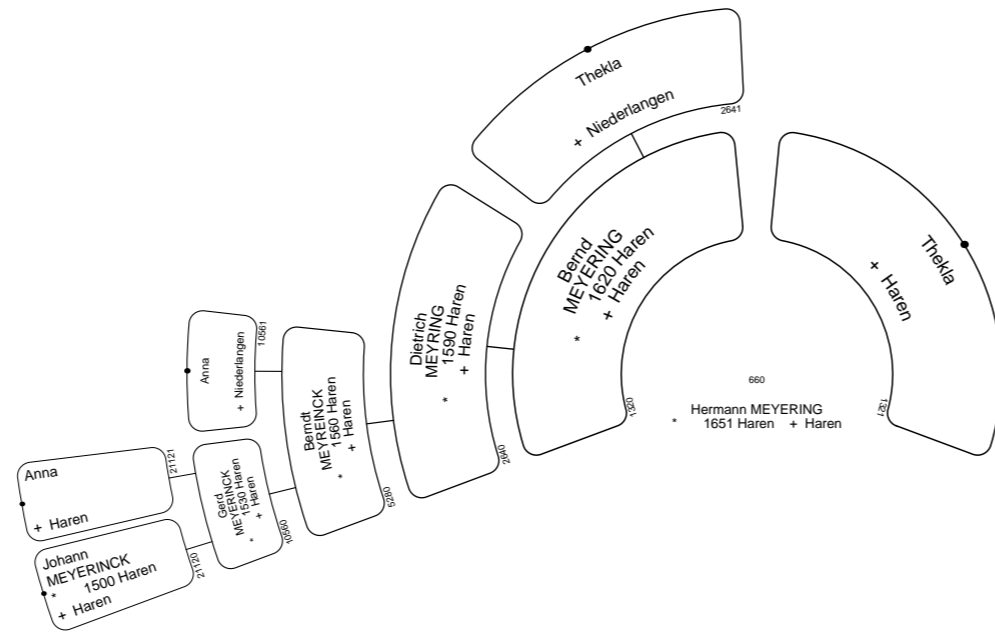 Thekla
+ Niederlangen
2641
Bernd
MEYERING
* 1620 Haren
+ Haren
1320
Thekla
+ Haren
1321
660
Hermann MEYERING
* 1651 Haren + Haren
Dietrich
MEYRING
* 1590 Haren
+ Haren
2640
Anna
+ Niederlangen
10561
Berndt
MEYREINCK
* 1560 Haren
+ Haren
5280
Gerd
MEYERINCK
* 1530 Haren
+ Haren
10560
Anna
+ Haren
21121
Johann
MEYERINCK
* 1500 Haren
+ Haren
21120